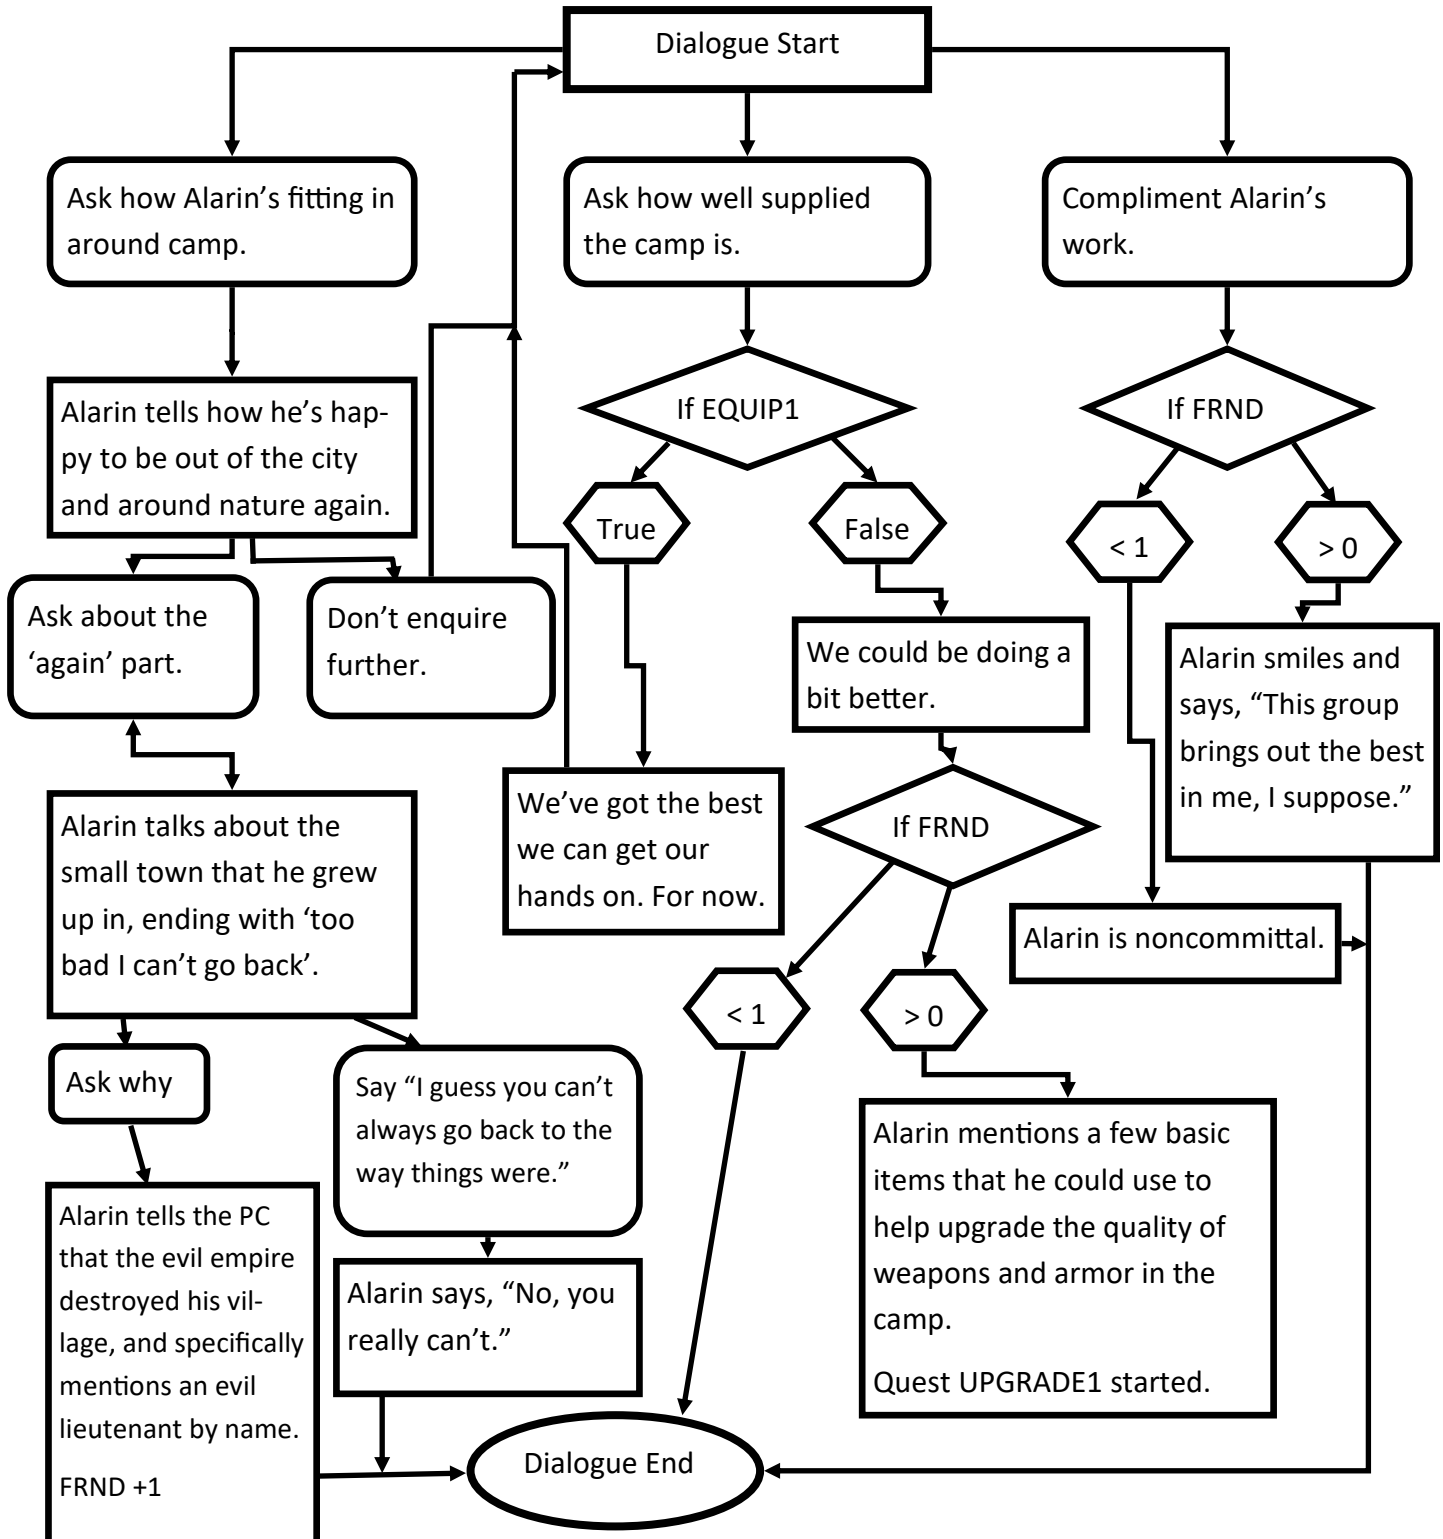 Dialogue Start
Ask how Alarin’s fitting in
around camp.
Ask how well supplied
the camp is.
Compliment Alarin’s
work.
Alarin tells how he’s hap-
py to be out of the city
and around nature again.
If EQUIP1
If FRND
True
False
< 1
> 0
Ask about the
‘again’ part.
Don’t enquire
further.
We could be doing a
bit better.
Alarin smiles and
says, “This group
brings out the best
in me, I suppose.”
Alarin talks about the
small town that he grew
up in, ending with ‘too
bad I can’t go back’.
We’ve got the best
we can get our
hands on. For now.
If FRND
Alarin is noncommittal.
< 1
> 0
Ask why
Say “I guess you can’t
always go back to the
way things were.”
Alarin mentions a few basic
items that he could use to
help upgrade the quality of
weapons and armor in the
camp.
Quest UPGRADE1 started.
Alarin tells the PC
that the evil empire
destroyed his vil-
lage, and specifically
mentions an evil
lieutenant by name.
FRND +1
Alarin says, “No, you
really can’t.”
Dialogue End